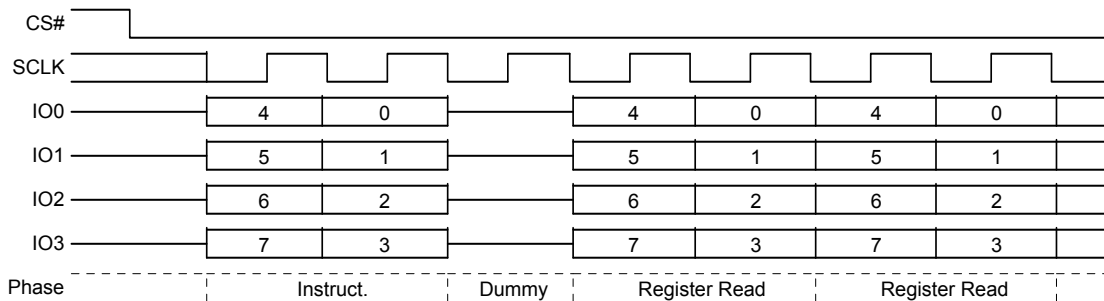 CS#
SCLK
IO0 4 0 4 0 4 0
IO1 5 1 5 1 5 1
IO2 6 2 6 2 6 2
IO3 7 3 7 3 7 3
Phase Instruct. Dummy Register Read Register Read